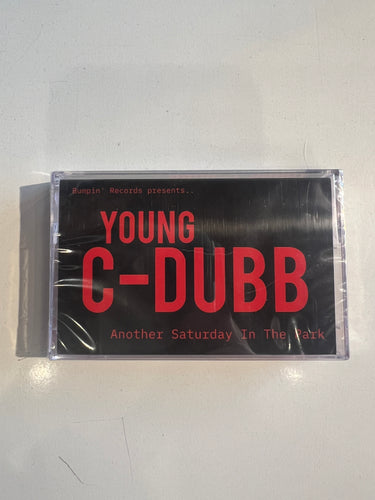 Bumpin' Records presents..
YOUNG
C-DUBB
Another Saturday In The Park